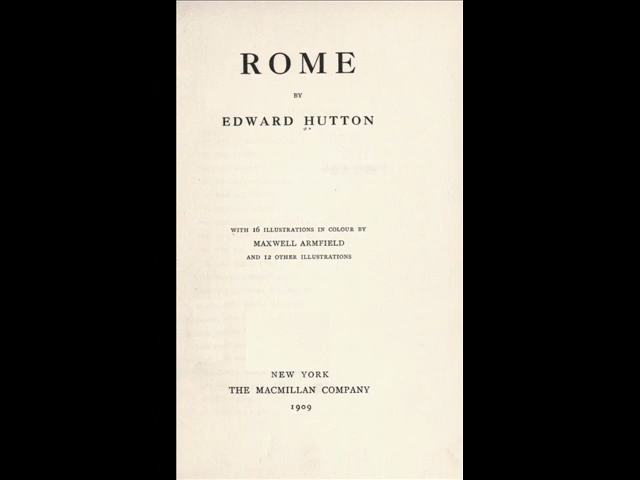 ROME
BY
EDWARD HUTTON
WITH 16 ILLUSTRATIONS IN COLOUR BY
MAXWELL ARMFIELD
AND 12 OTHER ILLUSTRATIONS
NEW YORK
THE MACMILLAN COMPANY
1909